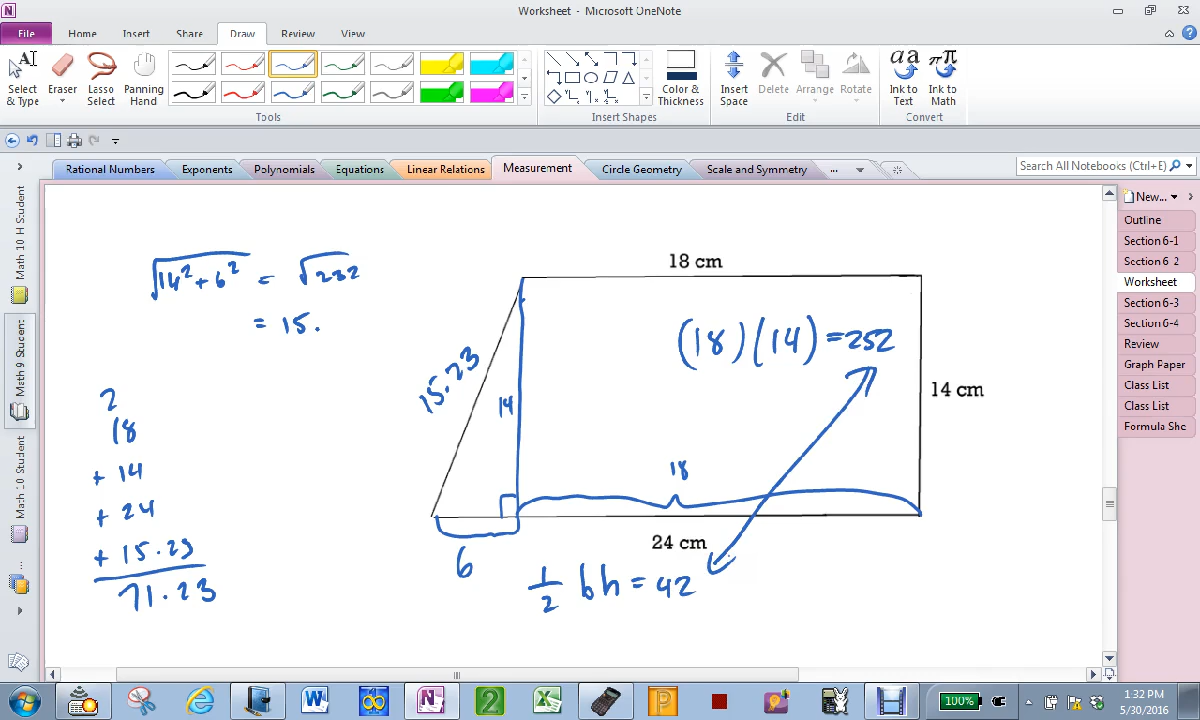 Worksheet - Microsoft OneNote
File Home Insert Share Draw Review View
Select & Type
Eraser
Lasso Select
Panning Hand
Color & Thickness
Insert Space
Delete
Arrange
Rotate
Ink to Text
Ink to Math
Tools
Insert Shapes
Edit
Convert
Rational Numbers Exponents Polynomials Equations Linear Relations Measurement Circle Geometry Scale and Symmetry ...
Search All Notebooks (Ctrl+E)
Math 10 H Student
Math 9 Student
Math 10 Student
New...
Outline
Section 6-1
Section 6-2
Worksheet
Section 6-3
Section 6-4
Review
Graph Paper
Class List
Class List
Formula She
√14² + 6² = √232
= 15.
2
18
+ 14
+ 24
+ 15.23
71.23
18 cm
(18)(14) = 252
15.23
14
14 cm
18
24 cm
6
1/2 bh = 42
100%
1:32 PM
5/30/2016